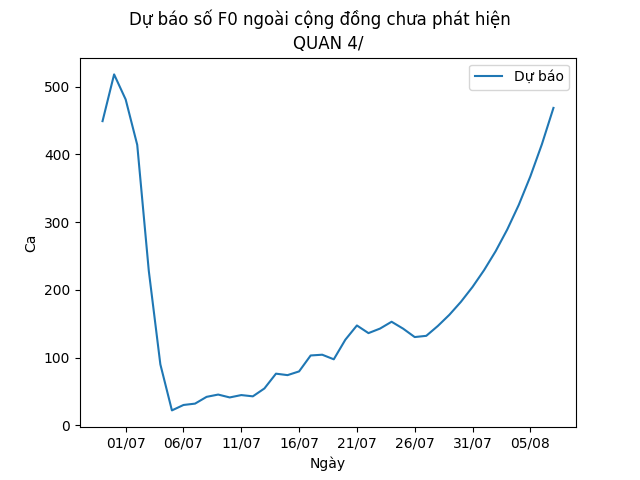 Dự báo số F0 ngoài cộng đồng chưa phát hiện
QUAN 4/
Dự báo
500
400
300
200
100
0
Ca
01/07 06/07 11/07 16/07 21/07 26/07 31/07 05/08
Ngày